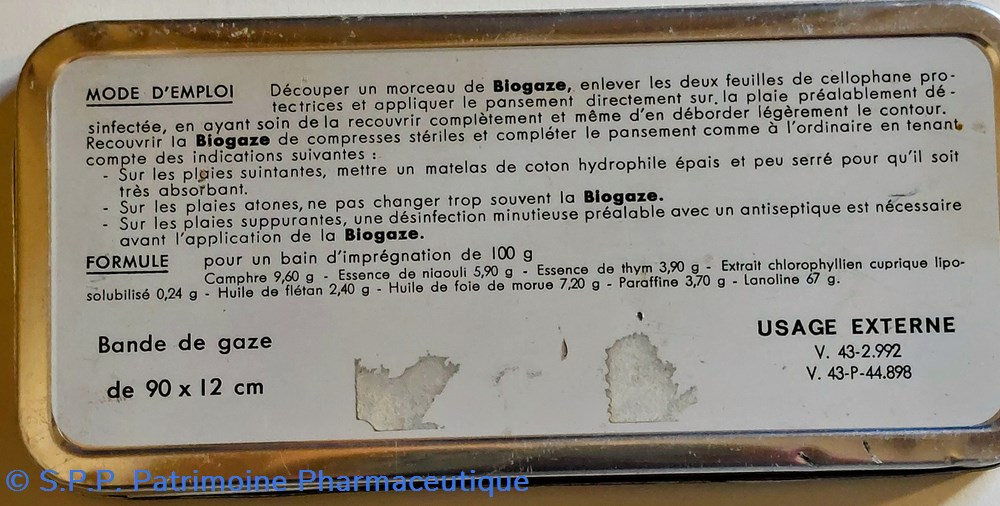 MODE D'EMPLOI Découper un morceau de Biogaze, enlever les deux feuilles de cellophane pro-
tectrices et appliquer le pansement directement sur la plaie préalablement dé-
sinfectée, en ayant soin de la recouvrir complètement et même d'en déborder légèrement le contour.
Recouvrir la Biogaze de compresses stériles et compléter le pansement comme à l'ordinaire en tenant
compte des indications suivantes :
- Sur les plaies suintantes, mettre un matelas de coton hydrophile épais et peu serré pour qu'il soit
très absorbant.
- Sur les plaies atones, ne pas changer trop souvent la Biogaze.
- Sur les plaies suppurantes, une désinfection minutieuse préalable avec un antiseptique est nécessaire
avant l'application de la Biogaze.
FORMULE pour un bain d'imprégnation de 100 g
Camphre 9,60 g - Essence de niaouli 5,90 g - Essence de thym 3,90 g - Extrait chlorophyllien cuprique lipo-
solubilisé 0,24 g - Huile de flétan 2,40 g - Huile de foie de morue 7,20 g - Paraffine 3,70 g - Lanoline 67 g.
Bande de gaze
de 90 x 12 cm
USAGE EXTERNE
V. 43-2.992
V. 43-P-44.898
© S.P.P. Patrimoine Pharmaceutique